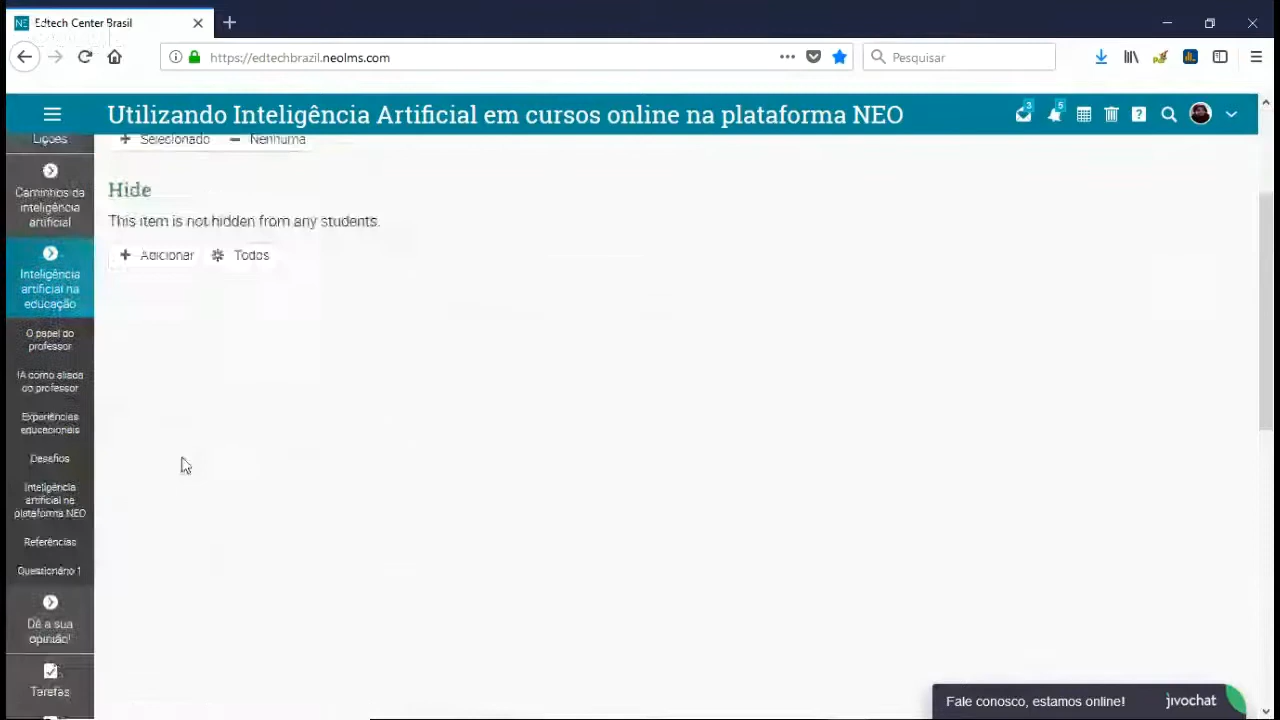 Edtech Center Brasil
https://edtechbrazil.neolms.com
Pesquisar
Utilizando Inteligência Artificial em cursos online na plataforma NEO
3
5
Lições
Selecionado
Nenhuma
Caminhos da
inteligência
artificial
Hide
This item is not hidden from any students.
Adicionar
Todos
Inteligência
artificial na
educação
O papel do
professor
IA como aliada
do professor
Experiências
educacionais
Desafios
Inteligência
artificial na
plataforma NEO
Referências
Questionário 1
Dê a sua
opinião!
Tarefas
Fale conosco, estamos online!
jivochat